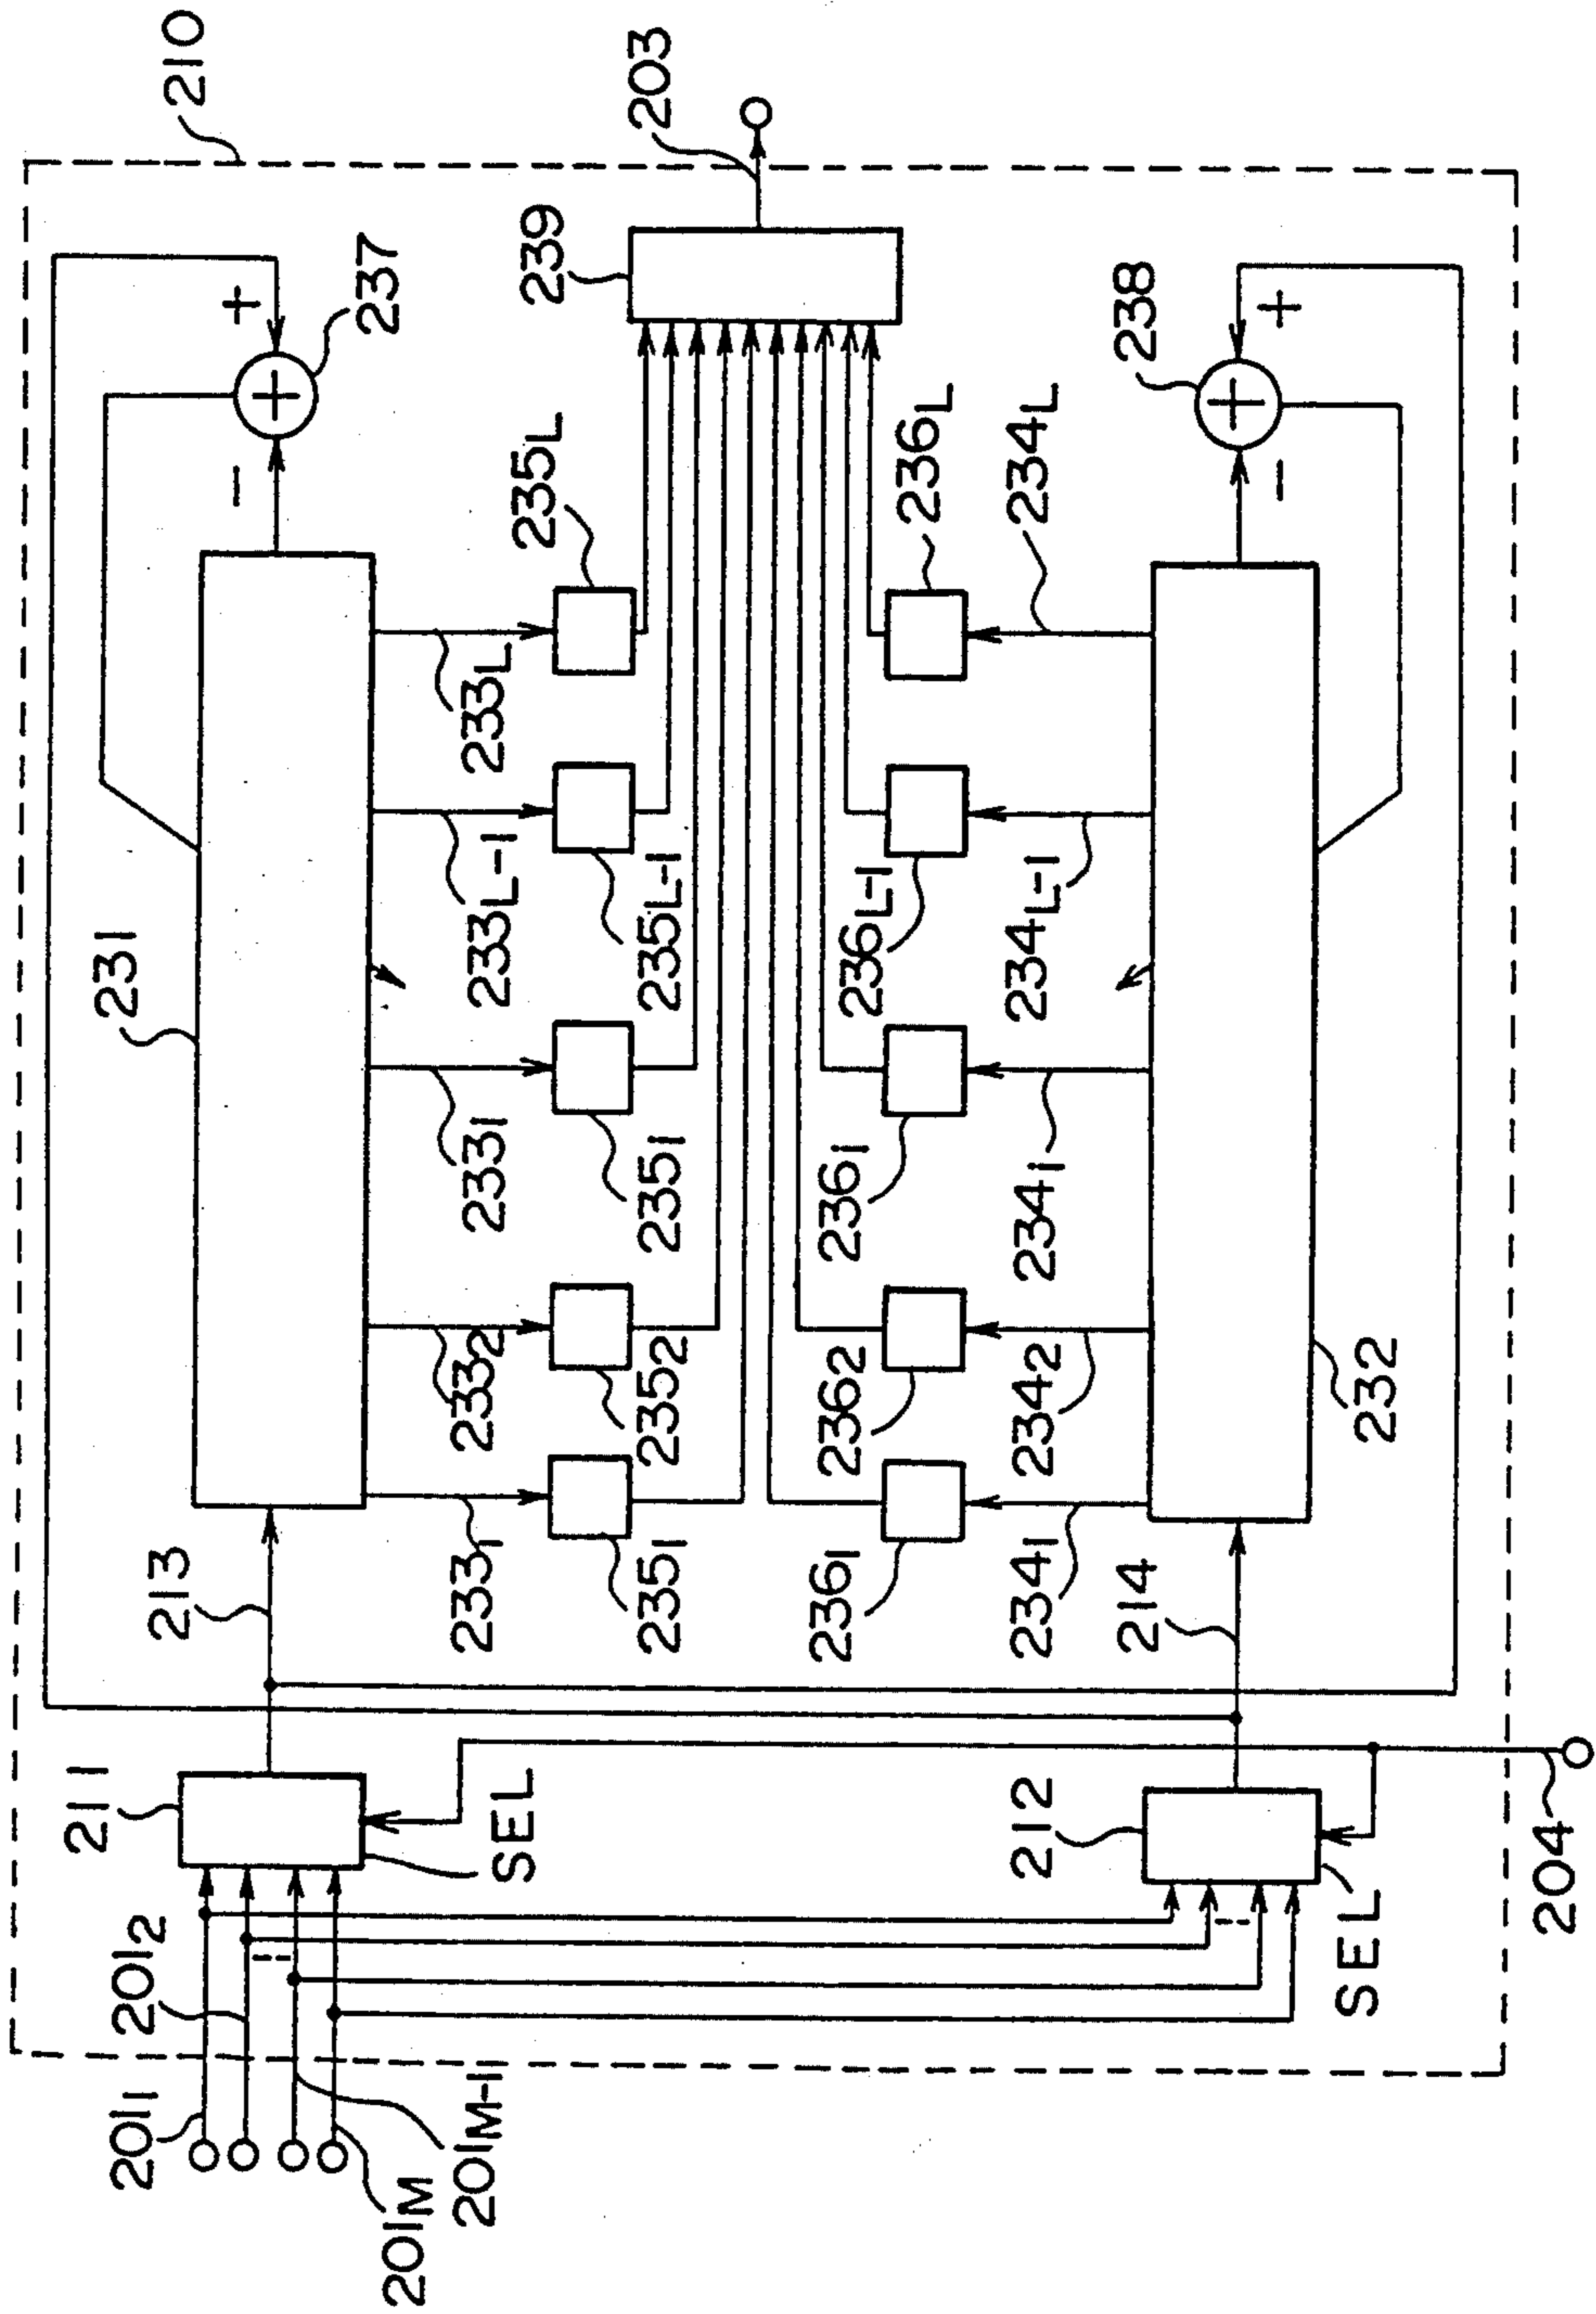 210
211
201₁
201₂
213
231
+
−
237
+
201M
201M-1
SEL
233₁
233₂
233₁
233L-1
233L
235₁
235₂
235₁
235L-1
235L
239
203
236₁
236₂
236₁
236L-1
236L
212
234₁
234₂
234₁
234L-1
234L
214
238
+
−
+
SEL
232
204